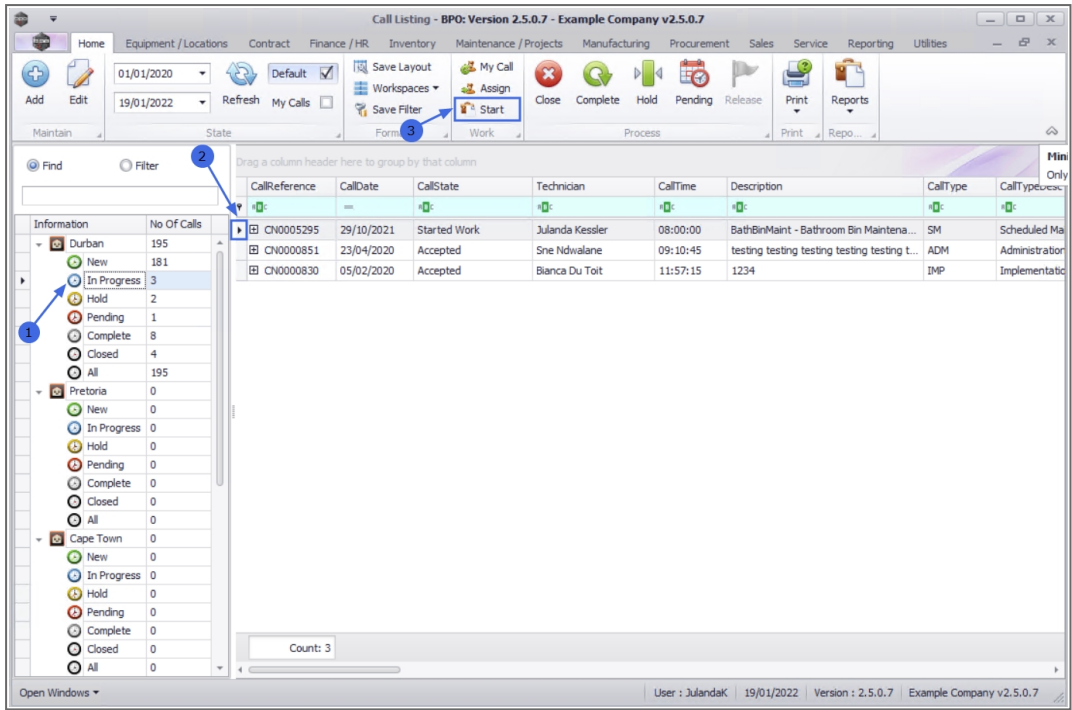 Call Listing - BPO: Version 2.5.0.7 - Example Company v2.5.0.7
Home Equipment / Locations Contract Finance / HR Inventory Maintenance / Projects Manufacturing Procurement Sales Service Reporting Utilities
Add Edit 01/01/2020 19/01/2022 Refresh Default My Calls Save Layout Workspaces Save Filter My Call Assign Start Close Complete Hold Pending Release Print Reports
Maintain State Form 3 Work Process Print Repo...
Find Filter 2 Drag a column header here to group by that column Mini
Only
CallReference CallDate CallState Technician CallTime Description CallType CallTypeDesc
Information No Of Calls
CN0005295 29/10/2021 Started Work Julanda Kessler 08:00:00 BathBinMaint - Bathroom Bin Maintena... SM Scheduled Ma
CN0000851 23/04/2020 Accepted Sne Ndwalane 09:10:45 testing testing testing testing testing t... ADM Administration
CN0000830 05/02/2020 Accepted Bianca Du Toit 11:57:15 1234 IMP Implementatio
Durban 195
New 181
In Progress 3
Hold 2
Pending 1
1
Complete 8
Closed 4
All 195
Pretoria 0
New 0
In Progress 0
Hold 0
Pending 0
Complete 0
Closed 0
All 0
Cape Town 0
New 0
In Progress 0
Hold 0
Pending 0
Complete 0
Closed 0
All 0
Count: 3
Open Windows User : JulandaK 19/01/2022 Version : 2.5.0.7 Example Company v2.5.0.7